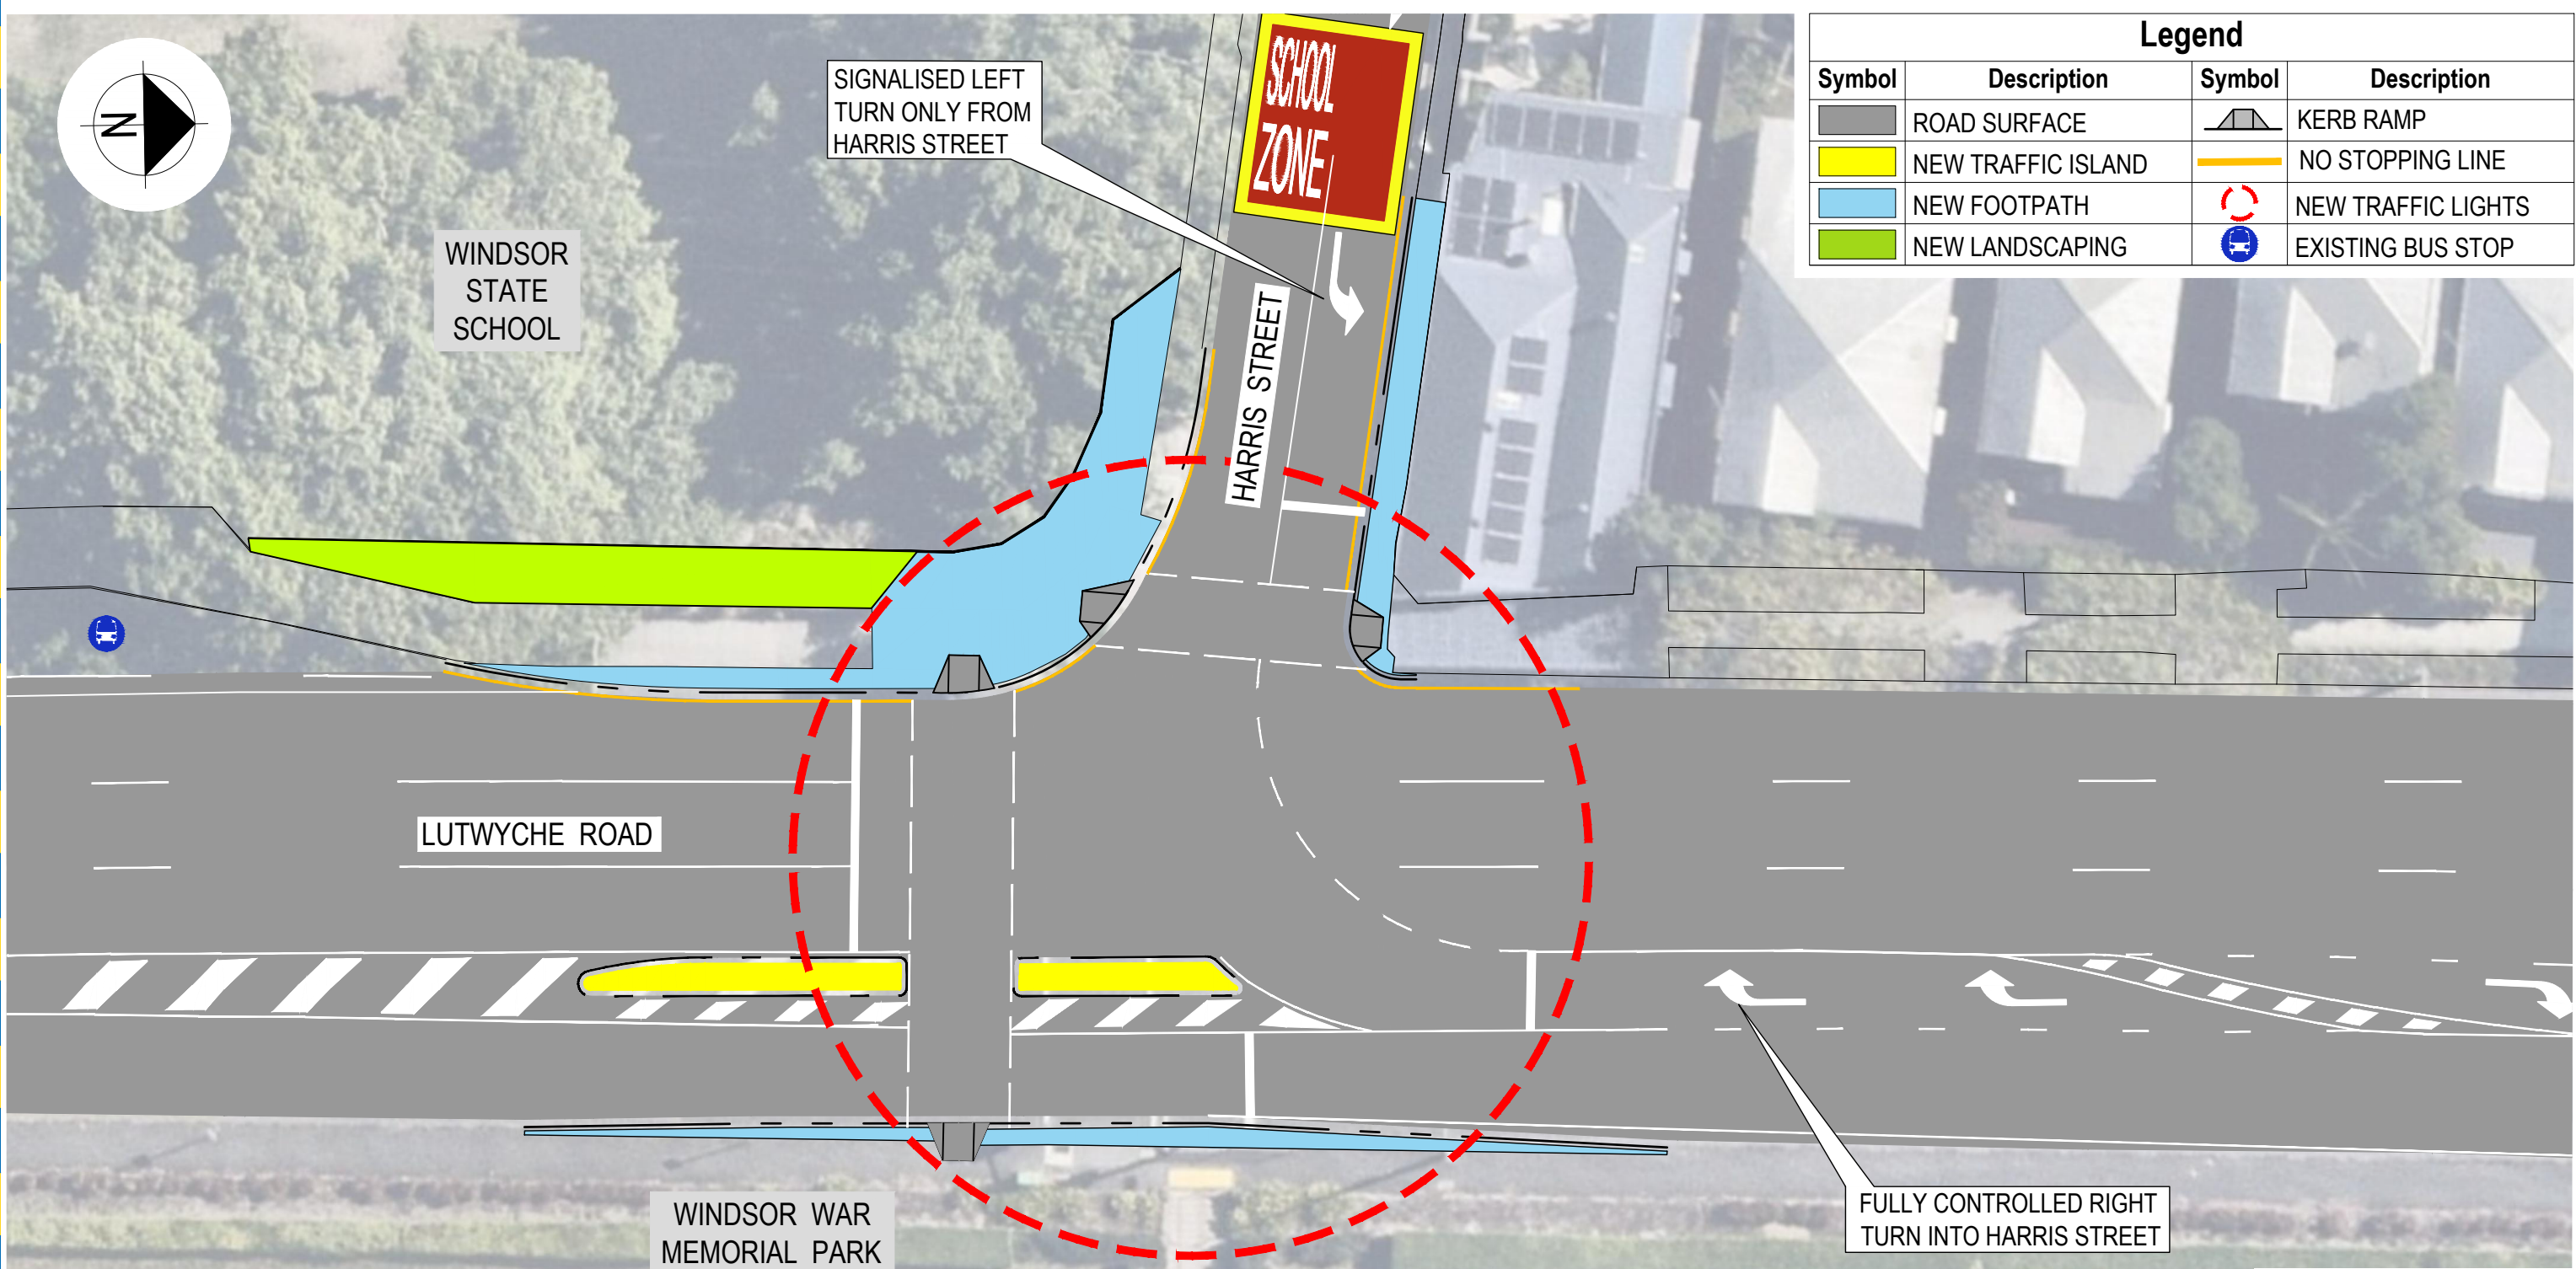 N
SIGNALISED LEFT
TURN ONLY FROM
HARRIS STREET
SCHOOL
ZONE
WINDSOR
STATE
SCHOOL
HARRIS STREET
LUTWYCHE ROAD
WINDSOR WAR
MEMORIAL PARK
FULLY CONTROLLED RIGHT
TURN INTO HARRIS STREET
Legend
Symbol Description Symbol Description
ROAD SURFACE KERB RAMP
NEW TRAFFIC ISLAND NO STOPPING LINE
NEW FOOTPATH NEW TRAFFIC LIGHTS
NEW LANDSCAPING EXISTING BUS STOP